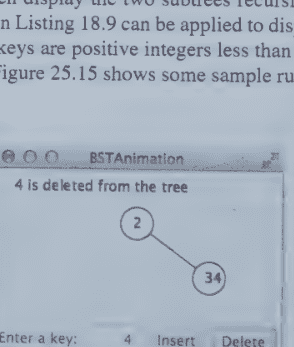 display the two subtrees
n Listing 18.9 can be applied to dis
keys are positive integers less than
igure 25.15 shows some sample ru
BSTAnimation
4 is deleted from the tree
2
34
Enter a key: 4 Insert Delete